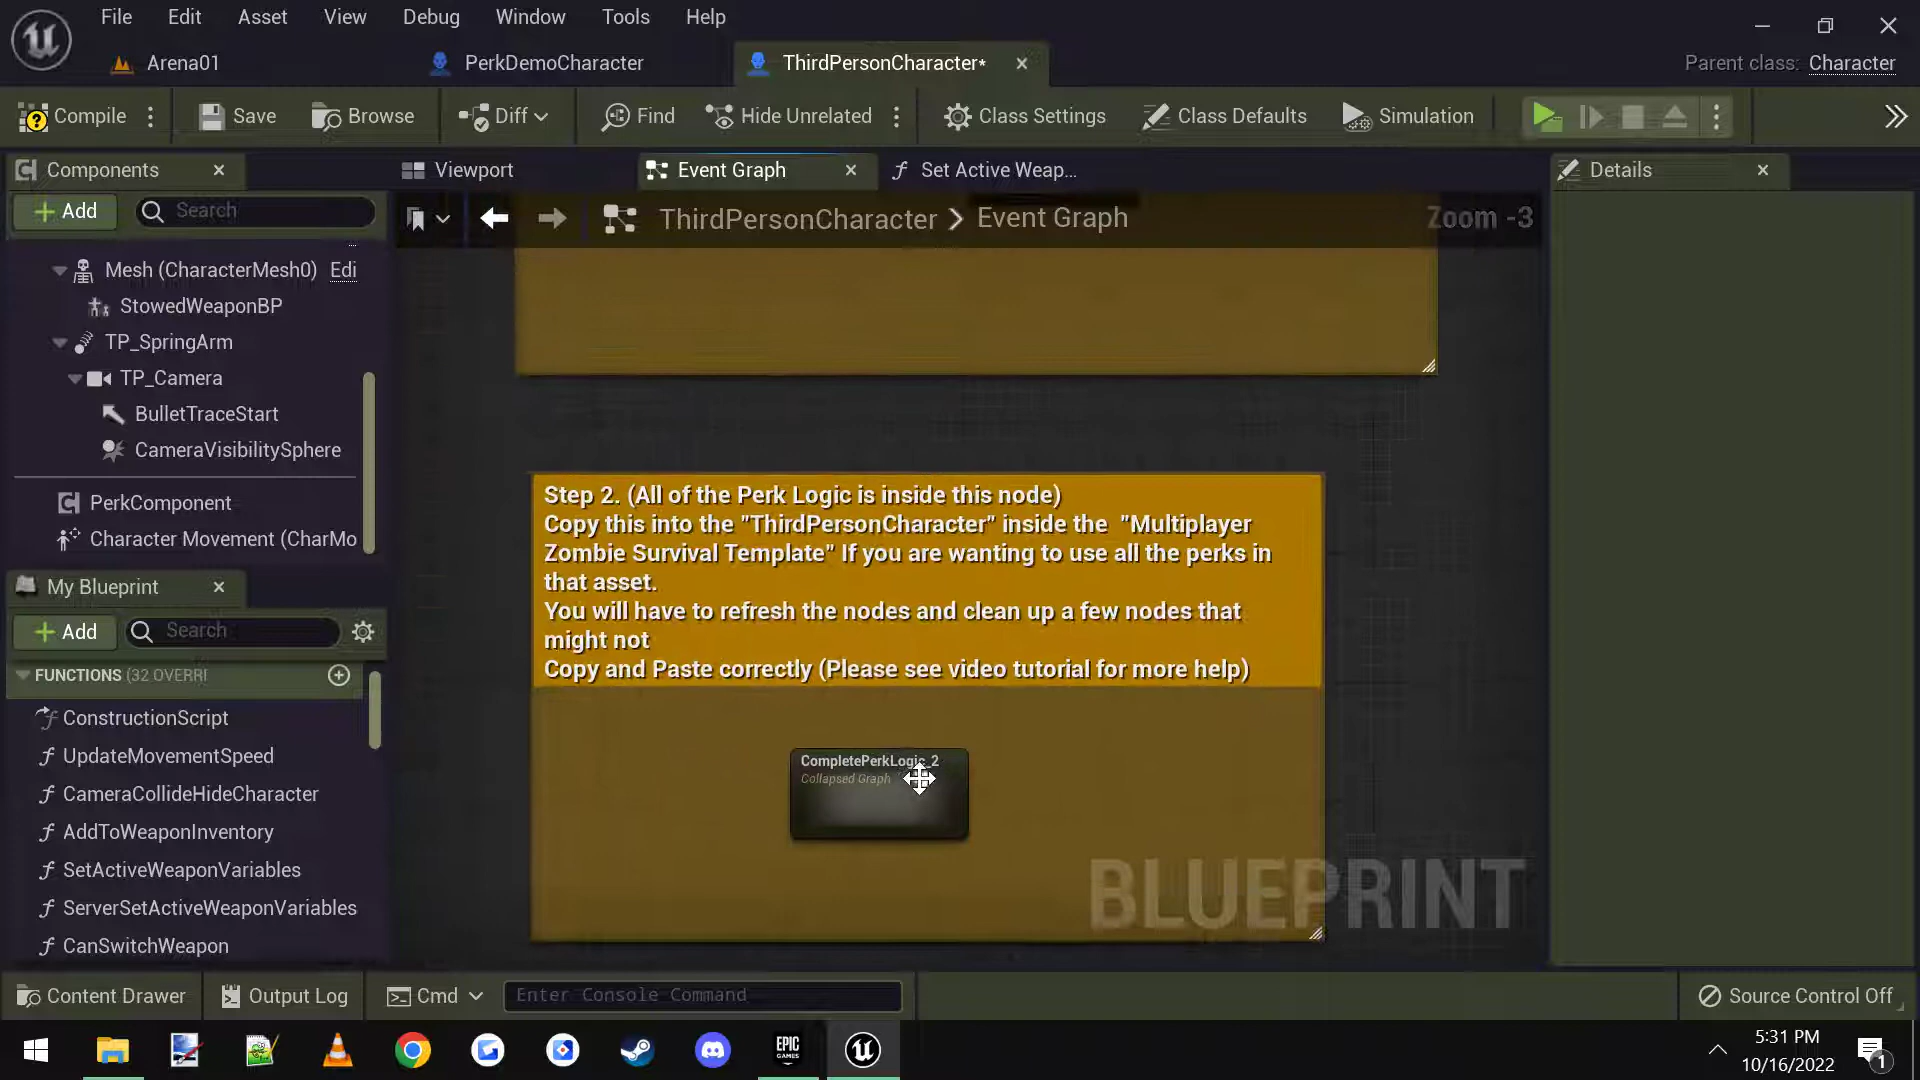 File Edit Asset View Debug Window Tools Help
Arena01 PerkDemoCharacter ThirdPersonCharacter* Parent class: Character
Compile Save Browse Diff Find Hide Unrelated Class Settings Class Defaults Simulation
Components Viewport Event Graph Set Active Weap... Details
Add Search ThirdPersonCharacter Event Graph Zoom -3
Mesh (CharacterMesh0) Edi
StowedWeaponBP
TP_SpringArm
TP_Camera
BulletTraceStart
CameraVisibilitySphere
PerkComponent
Character Movement (CharMo
My Blueprint
Add Search
FUNCTIONS (32 OVERRI
ConstructionScript
UpdateMovementSpeed
CameraCollideHideCharacter
AddToWeaponInventory
SetActiveWeaponVariables
ServerSetActiveWeaponVariables
CanSwitchWeapon
Step 2. (All of the Perk Logic is inside this node)
Copy this into the "ThirdPersonCharacter" inside the "Multiplayer
Zombie Survival Template" If you are wanting to use all the perks in
that asset.
You will have to refresh the nodes and clean up a few nodes that
might not
Copy and Paste correctly (Please see video tutorial for more help)
CompletePerkLogic_2
Collapsed Graph
BLUEPRINT
Content Drawer Output Log Cmd Enter Console Command Source Control Off
EPIC
GAMES
5:31 PM
10/16/2022
1